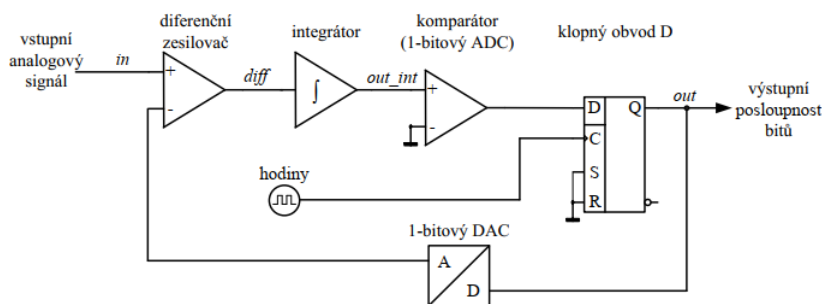 diferenční
zesilovač
integrátor
komparátor
(1-bitový ADC)
klopný obvod D
vstupní
analogový
signál
in
+
-
diff
∫
out_int
+
-
D
Q
C
S
R
out
výstupní
posloupnost
bitů
hodiny
1-bitový DAC
A
D